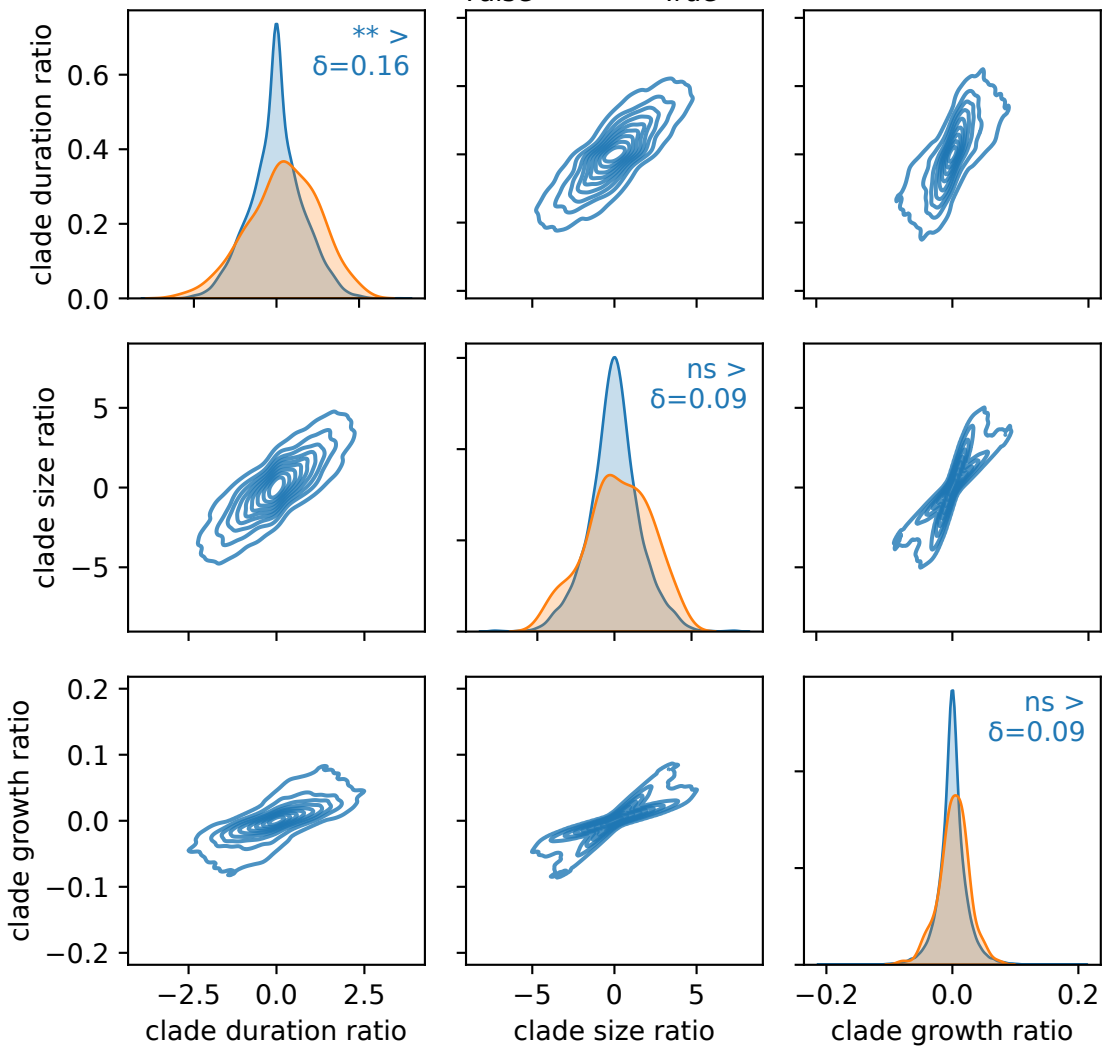 ** >
δ=0.16
clade duration ratio
0.6
0.4
0.2
0.0
ns >
δ=0.09
clade size ratio
5
0
−5
ns >
δ=0.09
clade growth ratio
0.2
0.1
0.0
−0.1
−0.2
−2.5 0.0 2.5
−5 0 5
−0.2 0.0 0.2
clade duration ratio
clade size ratio
clade growth ratio